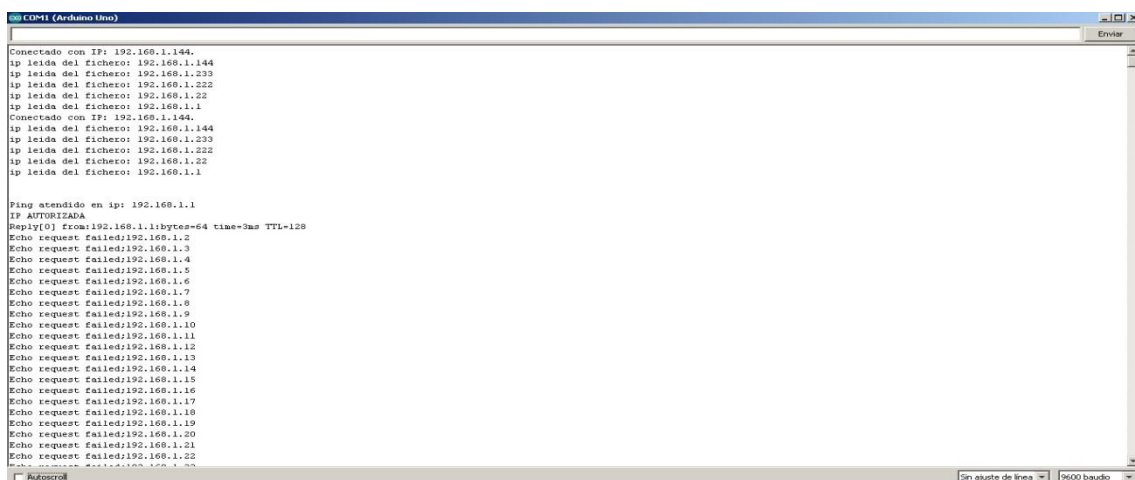 COM1 (Arduino Uno)
Enviar
Conectado con IP: 192.168.1.144.
ip leida del fichero: 192.168.1.144
ip leida del fichero: 192.168.1.233
ip leida del fichero: 192.168.1.222
ip leida del fichero: 192.168.1.22
ip leida del fichero: 192.168.1.1
Conectado con IP: 192.168.1.144.
ip leida del fichero: 192.168.1.144
ip leida del fichero: 192.168.1.233
ip leida del fichero: 192.168.1.222
ip leida del fichero: 192.168.1.22
ip leida del fichero: 192.168.1.1
Ping atendido en ip: 192.168.1.1
IP AUTORIZADA
Reply[0] from:192.168.1.1:bytes=64 time=3ms TTL=128
Echo request failed;192.168.1.2
Echo request failed;192.168.1.3
Echo request failed;192.168.1.4
Echo request failed;192.168.1.5
Echo request failed;192.168.1.6
Echo request failed;192.168.1.7
Echo request failed;192.168.1.8
Echo request failed;192.168.1.9
Echo request failed;192.168.1.10
Echo request failed;192.168.1.11
Echo request failed;192.168.1.12
Echo request failed;192.168.1.13
Echo request failed;192.168.1.14
Echo request failed;192.168.1.15
Echo request failed;192.168.1.16
Echo request failed;192.168.1.17
Echo request failed;192.168.1.18
Echo request failed;192.168.1.19
Echo request failed;192.168.1.20
Echo request failed;192.168.1.21
Echo request failed;192.168.1.22
Autoscroll
Sin ajuste de línea
9600 baudio